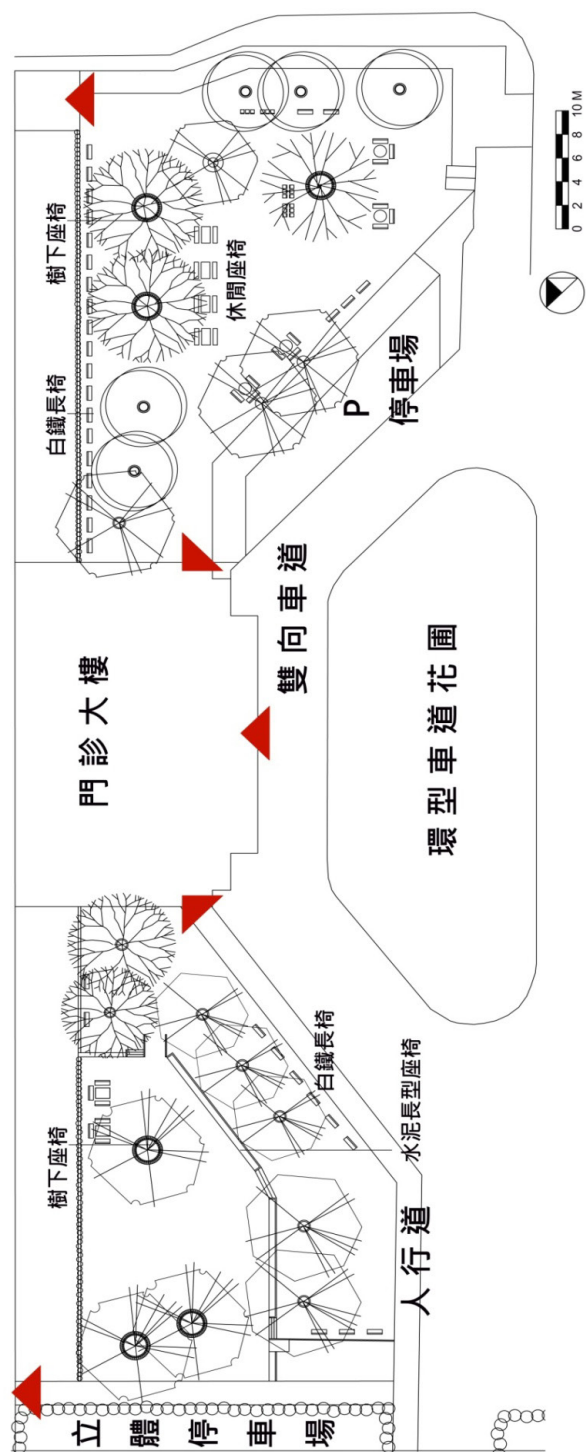 立體停車場
樹下座椅
人行道
水泥長型座椅
白鐵長椅
門診大樓
雙向車道
環型車道花圃
白鐵長椅
樹下座椅
休閒座椅
P
停車場
0 2 4 6 8 10M